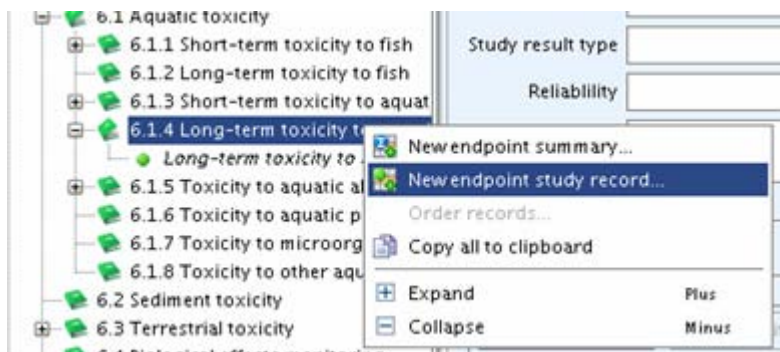 6.1 Aquatic toxicity
6.1.1 Short-term toxicity to fish
6.1.2 Long-term toxicity to fish
6.1.3 Short-term toxicity to aquat
6.1.4 Long-term toxicity t
Long-term toxicity to
6.1.5 Toxicity to aquatic al
6.1.6 Toxicity to aquatic p
6.1.7 Toxicity to microorg
6.1.8 Toxicity to other aqu
6.2 Sediment toxicity
6.3 Terrestrial toxicity
Study result type
Reliablility
New endpoint summary...
New endpoint study record...
Order records...
Copy all to clipboard
Expand Plus
Collapse Minus